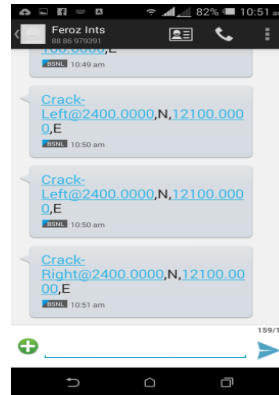 82% 10:51 am
Feroz Ints
88 86 979391
100.0000,E
BSNL 10:49 am
Crack-
Left@2400.0000,N,12100.000
0,E
BSNL 10:50 am
Crack-
Left@2400.0000,N,12100.000
0,E
BSNL 10:50 am
Crack-
Right@2400.0000,N,12100.00
00,E
BSNL 10:51 am
159/1